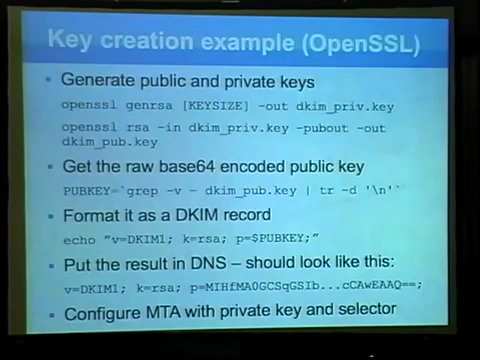 Key creation example (OpenSSL)
Generate public and private keys
openssl genrsa [KEYSIZE] -out dkim_priv.key
openssl rsa -in dkim_priv.key -pubout -out
dkim_pub.key
Get the raw base64 encoded public key
PUBKEY=`grep -v - dkim_pub.key | tr -d '\n'`
Format it as a DKIM record
echo "v=DKIM1; k=rsa; p=$PUBKEY;"
Put the result in DNS – should look like this:
v=DKIM1; k=rsa; p=MIHfMA0GCSqGSIb...cCAwEAAQ==;
Configure MTA with private key and selector